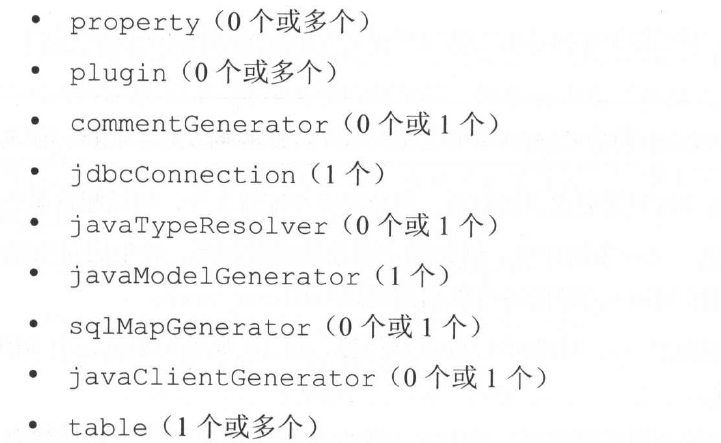 • property（0 个或多个）
• plugin（0 个或多个）
• commentGenerator（0 个或 1 个）
• jdbcConnection（1 个）
• javaTypeResolver（0 个或 1 个）
• javaModelGenerator（1 个）
• sqlMapGenerator（0 个或 1 个）
• javaClientGenerator（0 个或 1 个）
• table（1 个或多个）